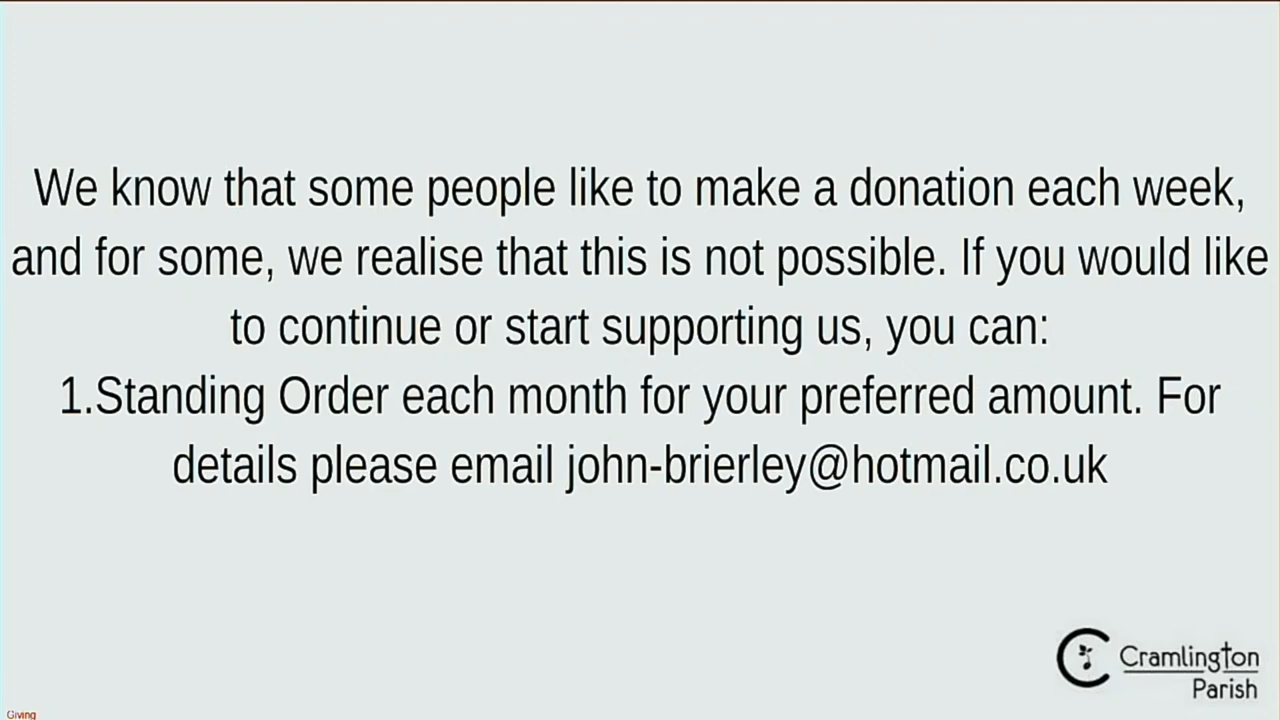 We know that some people like to make a donation each week,
and for some, we realise that this is not possible. If you would like
to continue or start supporting us, you can:
1.Standing Order each month for your preferred amount. For
details please email john-brierley@hotmail.co.uk
Cramlington
Parish
Giving